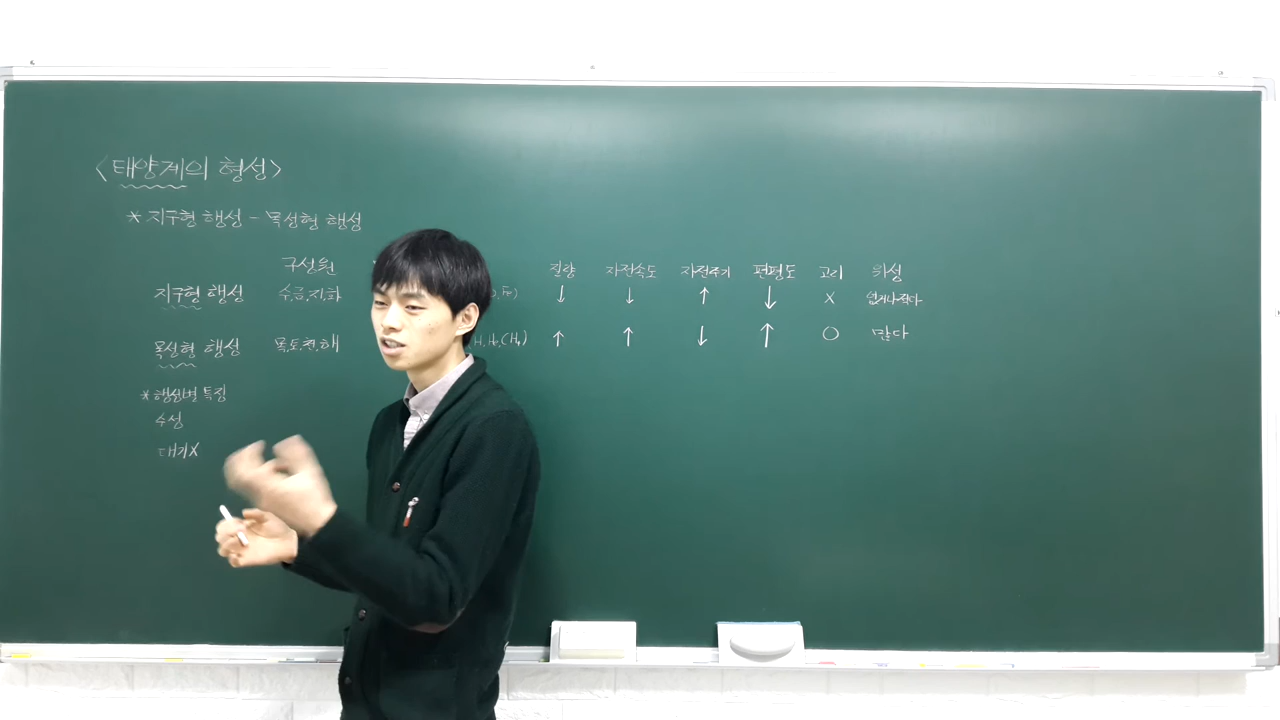 <태양계의 형성>
* 지구형 행성 - 목성형 행성
구성원 질량 자전속도 자전주기 편평도 고리 위성
지구형 행성 수,금,지,화 Fe) ↓ ↓ ↑ ↓ X 없거나 작다
목성형 행성 목,토,천,해 ↑ ↑ ↓ ↑ O 많다
* 행성별 특징
수성
대기X